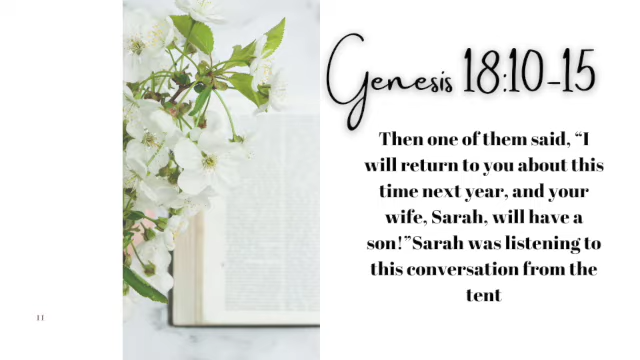 Genesis 18:10-15
Then one of them said, “I
will return to you about this
time next year, and your
wife, Sarah, will have a
son!”Sarah was listening to
this conversation from the
tent
11